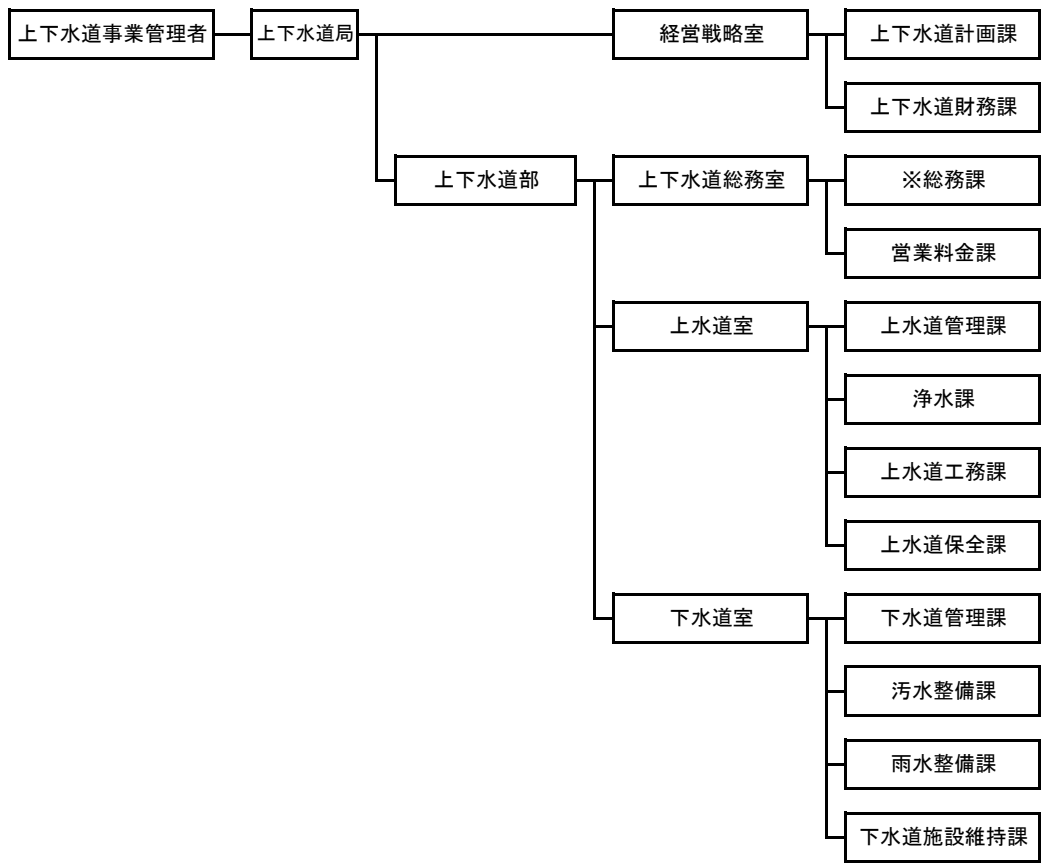 上下水道事業管理者
上下水道局
経営戦略室
上下水道計画課
上下水道財務課
上下水道部
上下水道総務室
※総務課
営業料金課
上水道室
上水道管理課
浄水課
上水道工務課
上水道保全課
下水道室
下水道管理課
汚水整備課
雨水整備課
下水道施設維持課